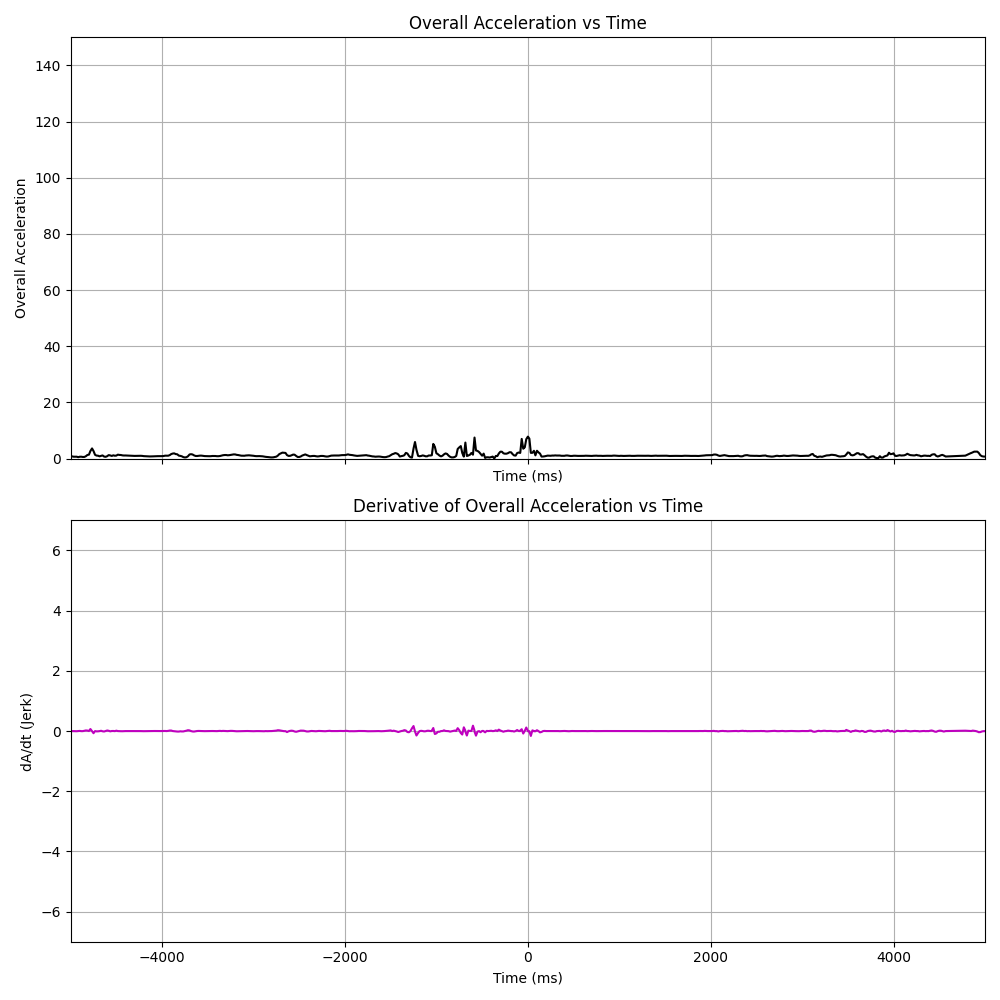 Overall Acceleration vs Time
140
120
100
80
60
40
20
0
Overall Acceleration
Time (ms)
Derivative of Overall Acceleration vs Time
6
4
2
0
−2
−4
−6
dA/dt (Jerk)
−4000 −2000 0 2000 4000
Time (ms)